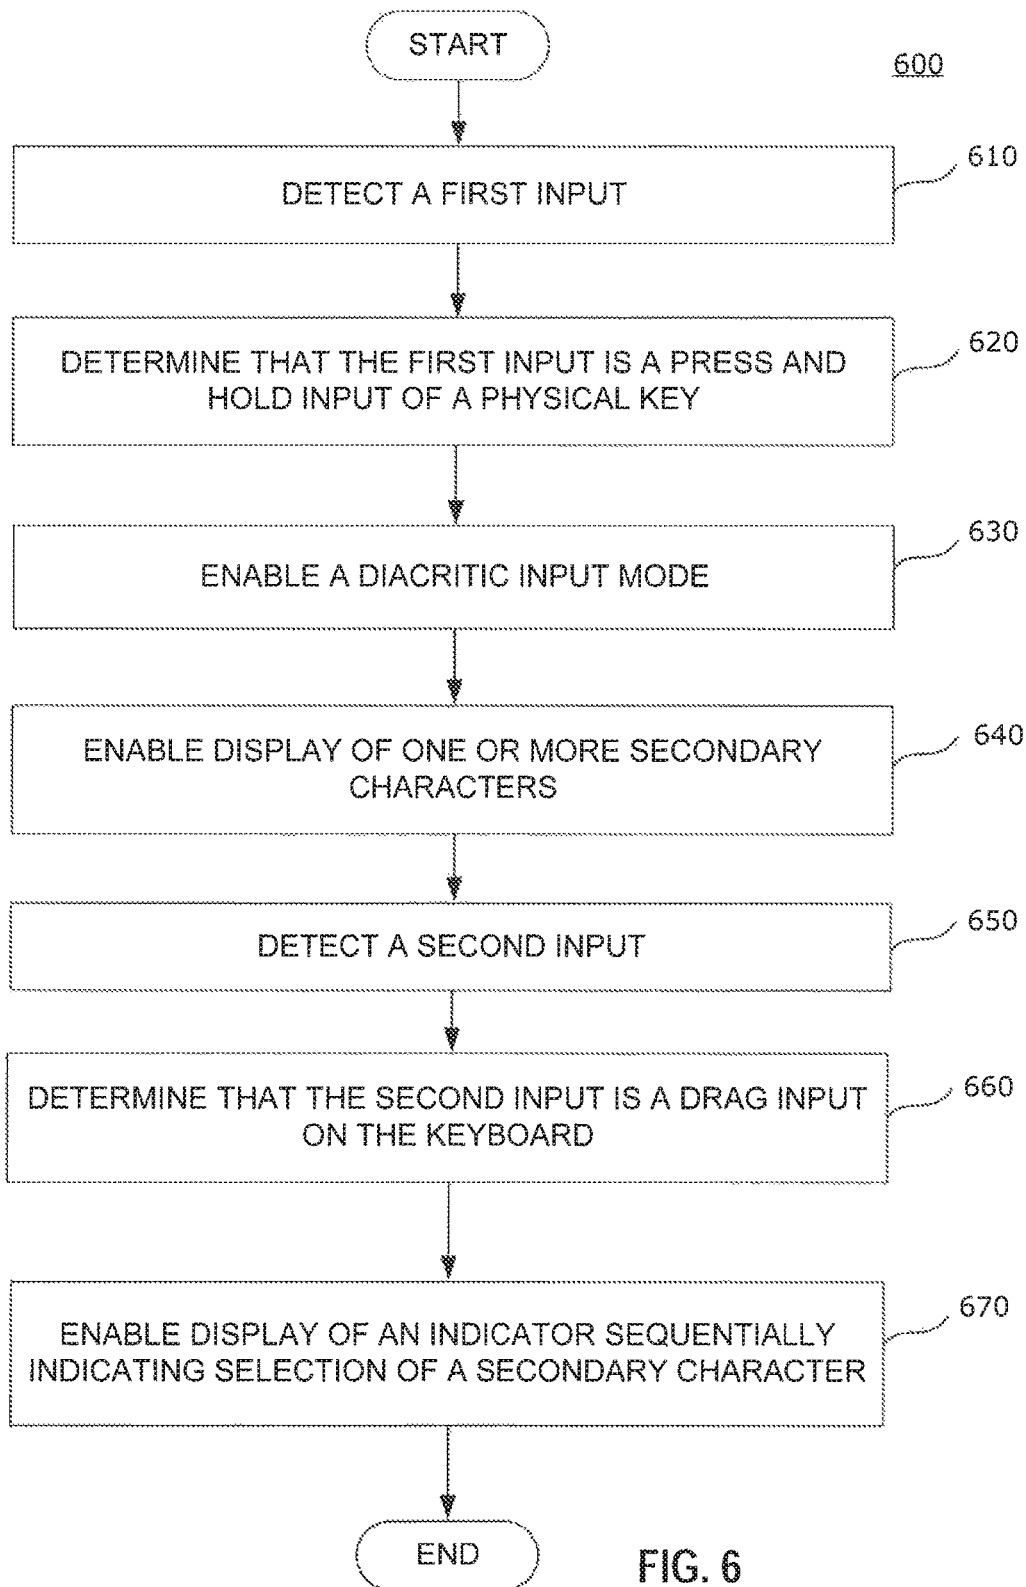 START
600
610
DETECT A FIRST INPUT
620
DETERMINE THAT THE FIRST INPUT IS A PRESS AND
HOLD INPUT OF A PHYSICAL KEY
630
ENABLE A DIACRITIC INPUT MODE
640
ENABLE DISPLAY OF ONE OR MORE SECONDARY
CHARACTERS
650
DETECT A SECOND INPUT
660
DETERMINE THAT THE SECOND INPUT IS A DRAG INPUT
ON THE KEYBOARD
670
ENABLE DISPLAY OF AN INDICATOR SEQUENTIALLY
INDICATING SELECTION OF A SECONDARY CHARACTER
END
FIG. 6